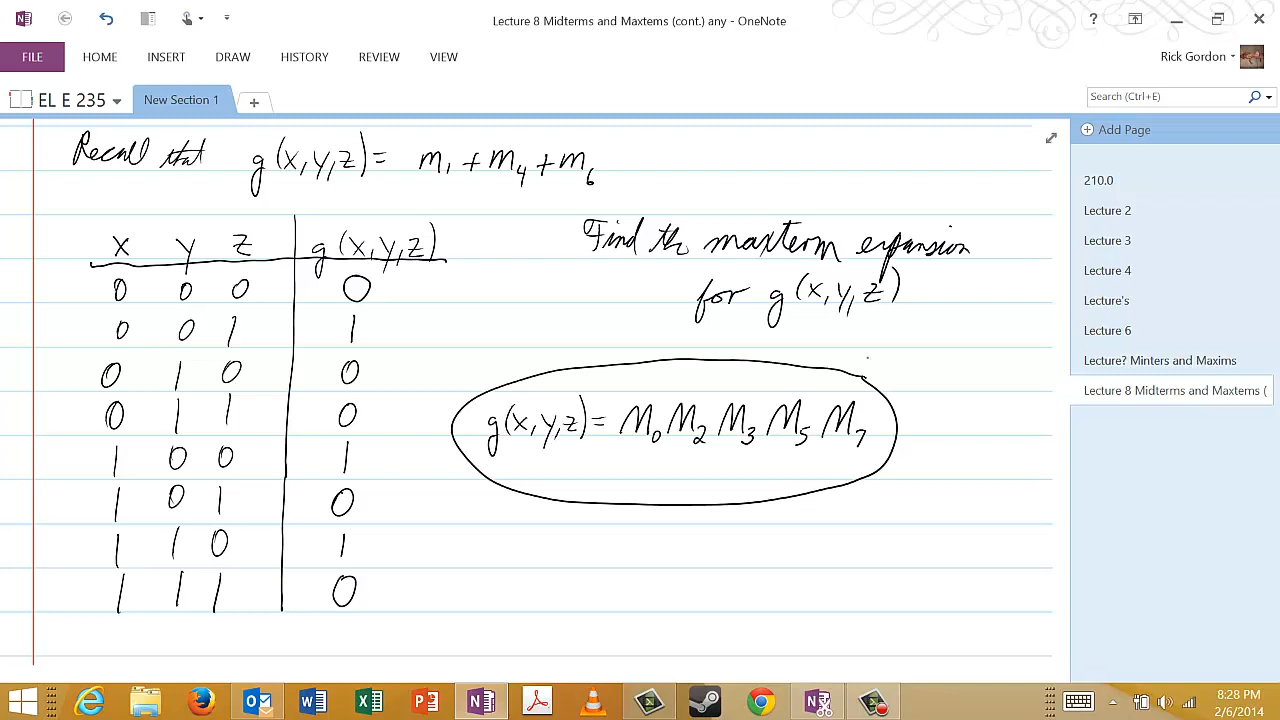 Lecture 8 Midterms and Maxtems (cont.) any - OneNote
?
FILE HOME INSERT DRAW HISTORY REVIEW VIEW
Rick Gordon
EL E 235 New Section 1 +
Search (Ctrl+E)
Recall that g(x,y,z) = m₁ + m₄ + m₆
Find the maxterm expansion
for g(x,y,z)
x y z g(x,y,z)
0 0 0 0
0 0 1 1
0 1 0 0
0 1 1 0
1 0 0 1
1 0 1 0
1 1 0 1
1 1 1 0
g(x,y,z) = M₀ M₂ M₃ M₅ M₇
Add Page
210.0
Lecture 2
Lecture 3
Lecture 4
Lecture's
Lecture 6
Lecture? Minters and Maxims
Lecture 8 Midterms and Maxtems (
8:28 PM
2/6/2014